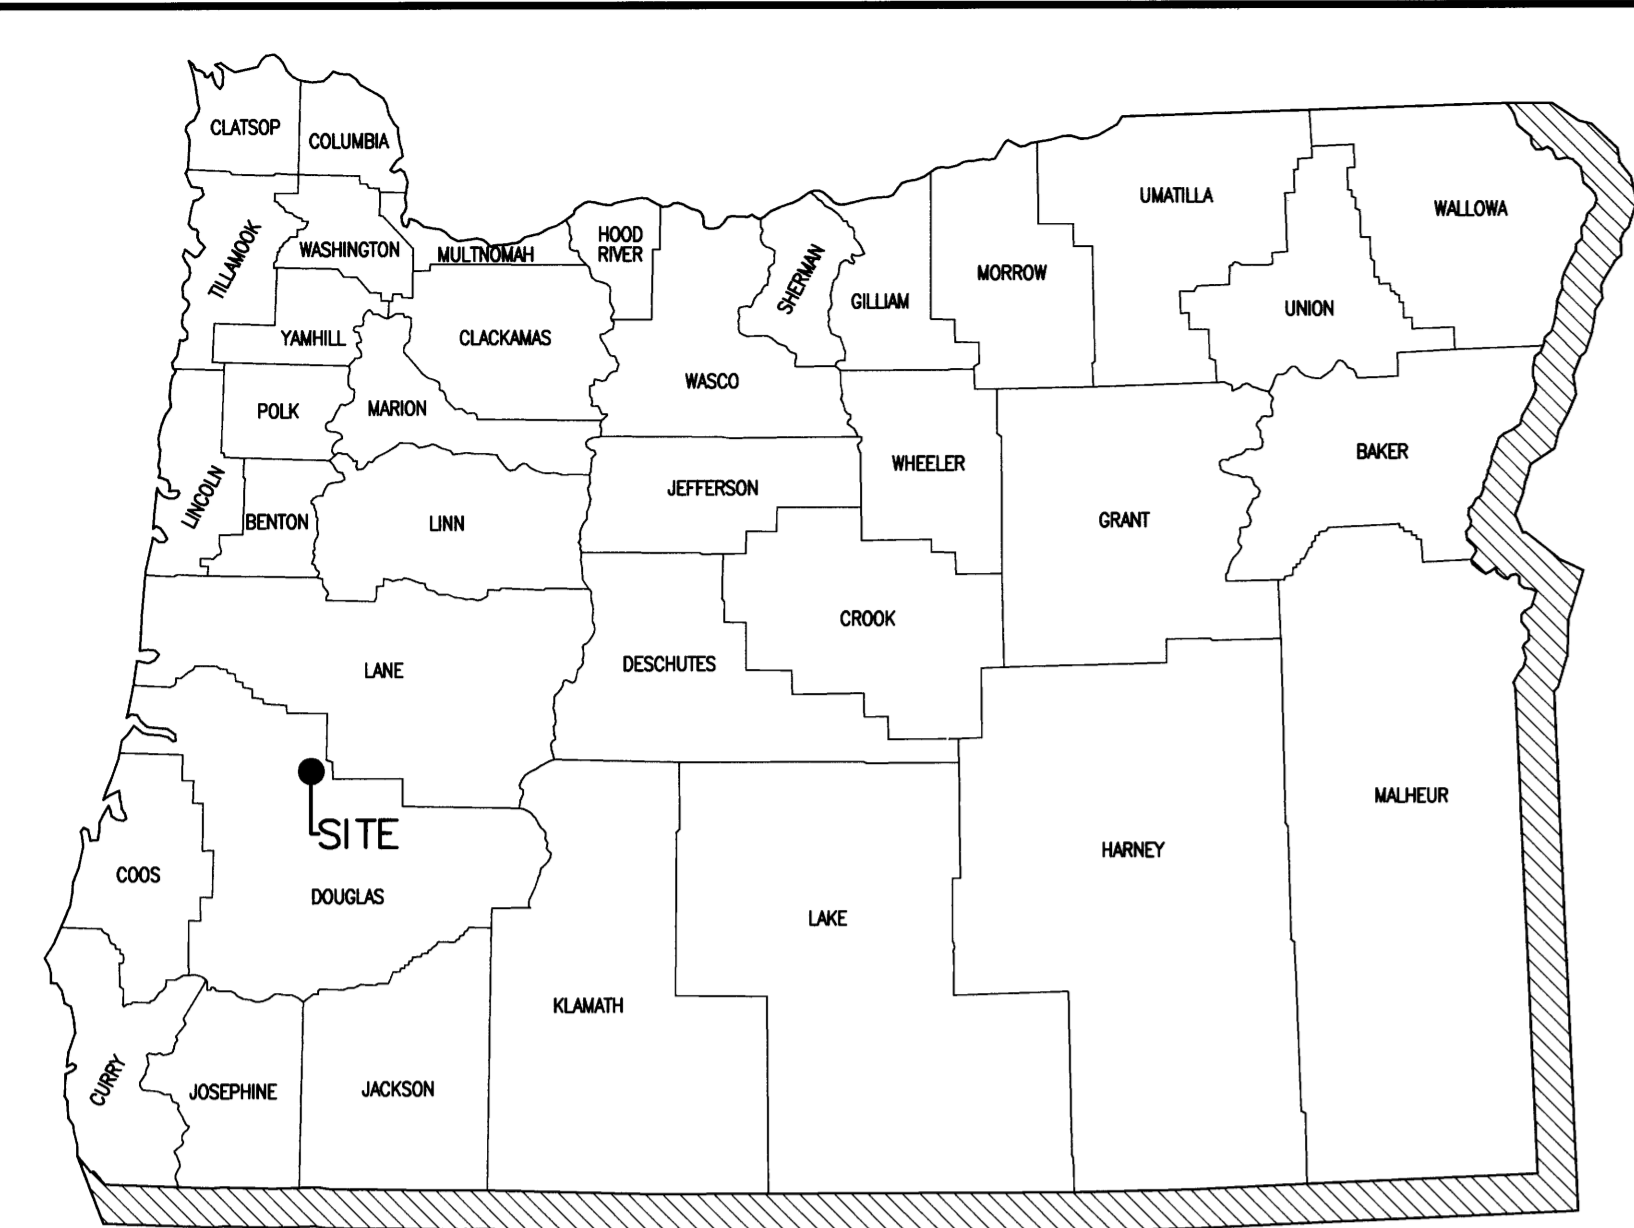 CLATSOP
COLUMBIA
TILLAMOOK
WASHINGTON
MULTNOMAH
HOOD
RIVER
SHERMAN
GILLIAM
MORROW
UMATILLA
WALLOWA
UNION
YAMHILL
CLACKAMAS
WASCO
POLK
MARION
WHEELER
BAKER
LINCOLN
BENTON
LINN
JEFFERSON
GRANT
CROOK
LANE
DESCHUTES
MALHEUR
SITE
HARNEY
COOS
DOUGLAS
LAKE
KLAMATH
CURRY
JOSEPHINE
JACKSON